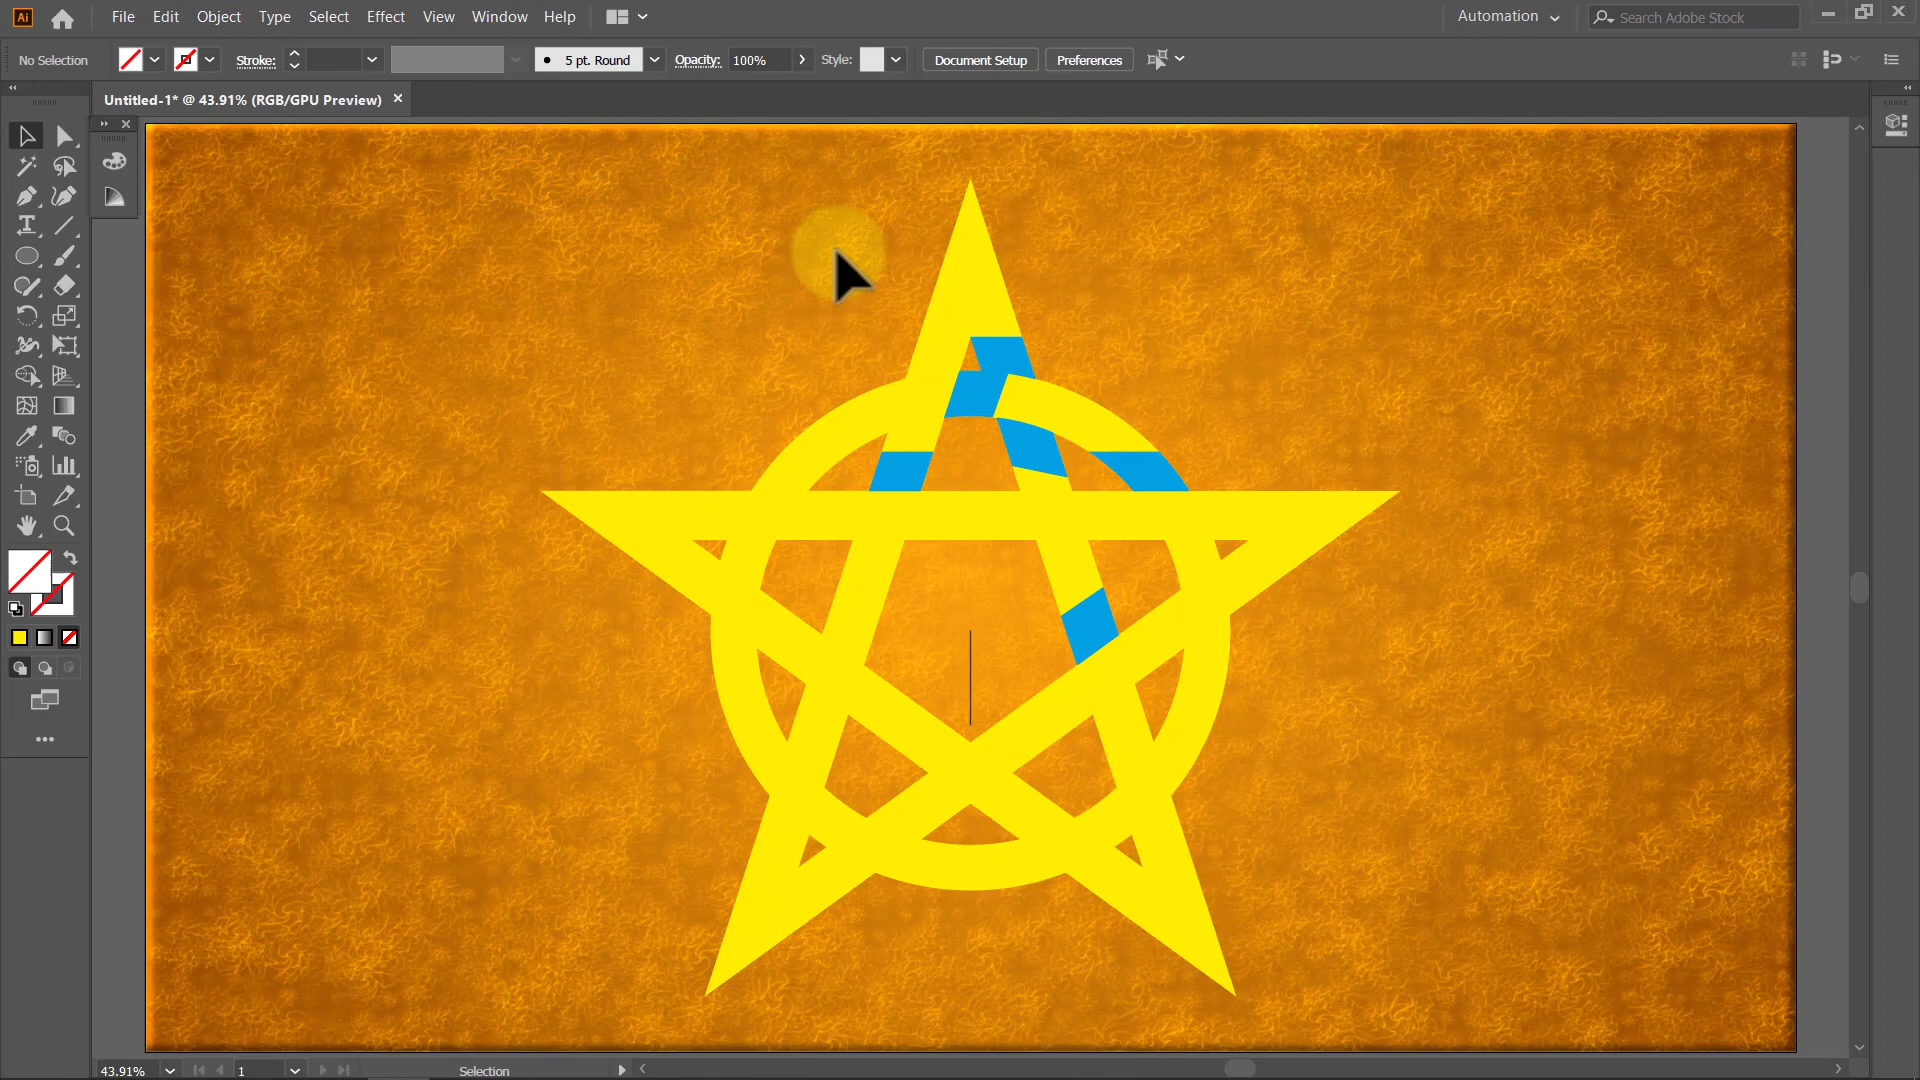 Ai File Edit Object Type Select Effect View Window Help Automation Search Adobe Stock
No Selection Stroke: 5 pt. Round Opacity: 100% Style: Document Setup Preferences
Untitled-1* @ 43.91% (RGB/GPU Preview)
43.91% 1 Selection